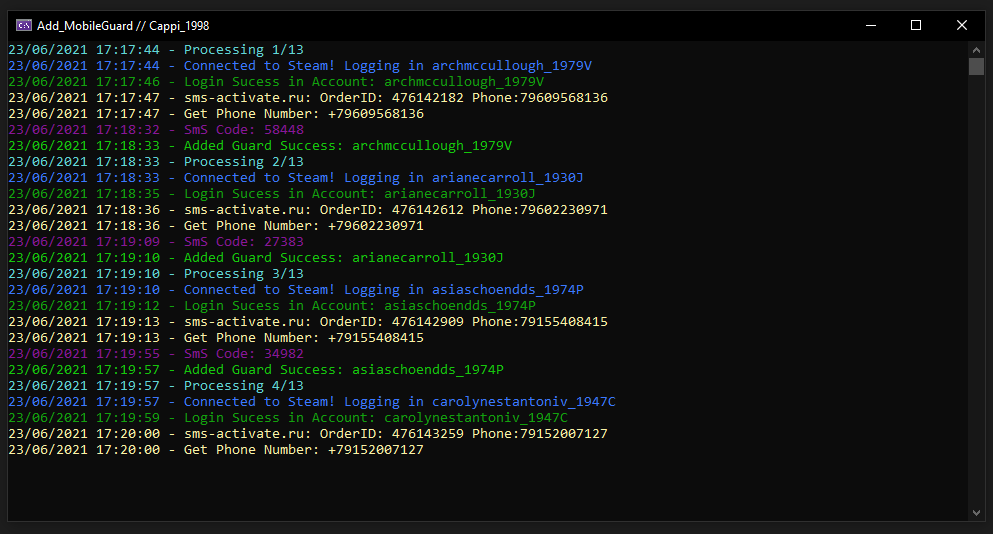 Add_MobileGuard // Cappi_1998
23/06/2021 17:17:44 - Processing 1/13
23/06/2021 17:17:44 - Connected to Steam! Logging in archmccullough_1979V
23/06/2021 17:17:46 - Login Sucess in Account: archmccullough_1979V
23/06/2021 17:17:47 - sms-activate.ru: OrderID: 476142182 Phone:79609568136
23/06/2021 17:17:47 - Get Phone Number: +79609568136
23/06/2021 17:18:32 - SmS Code: 58448
23/06/2021 17:18:33 - Added Guard Success: archmccullough_1979V
23/06/2021 17:18:33 - Processing 2/13
23/06/2021 17:18:33 - Connected to Steam! Logging in arianecarroll_1930J
23/06/2021 17:18:35 - Login Sucess in Account: arianecarroll_1930J
23/06/2021 17:18:36 - sms-activate.ru: OrderID: 476142612 Phone:79602230971
23/06/2021 17:18:36 - Get Phone Number: +79602230971
23/06/2021 17:19:09 - SmS Code: 27383
23/06/2021 17:19:10 - Added Guard Success: arianecarroll_1930J
23/06/2021 17:19:10 - Processing 3/13
23/06/2021 17:19:10 - Connected to Steam! Logging in asiaschoendds_1974P
23/06/2021 17:19:12 - Login Sucess in Account: asiaschoendds_1974P
23/06/2021 17:19:13 - sms-activate.ru: OrderID: 476142909 Phone:79155408415
23/06/2021 17:19:13 - Get Phone Number: +79155408415
23/06/2021 17:19:55 - SmS Code: 34982
23/06/2021 17:19:57 - Added Guard Success: asiaschoendds_1974P
23/06/2021 17:19:57 - Processing 4/13
23/06/2021 17:19:57 - Connected to Steam! Logging in carolynestantoniv_1947C
23/06/2021 17:19:59 - Login Sucess in Account: carolynestantoniv_1947C
23/06/2021 17:20:00 - sms-activate.ru: OrderID: 476143259 Phone:79152007127
23/06/2021 17:20:00 - Get Phone Number: +79152007127